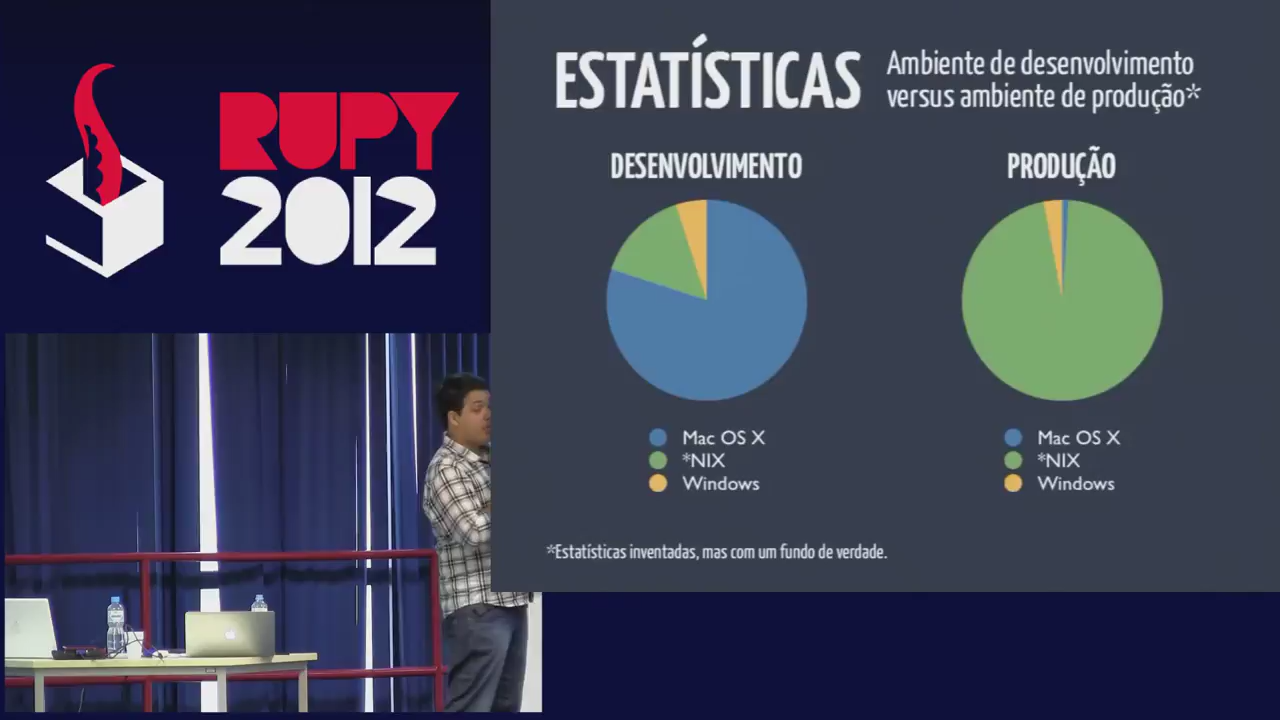 RUPY
2012
ESTATÍSTICAS
Ambiente de desenvolvimento
versus ambiente de produção*
DESENVOLVIMENTO
PRODUÇÃO
Mac OS X
*NIX
Windows
Mac OS X
*NIX
Windows
*Estatísticas inventadas, mas com um fundo de verdade.